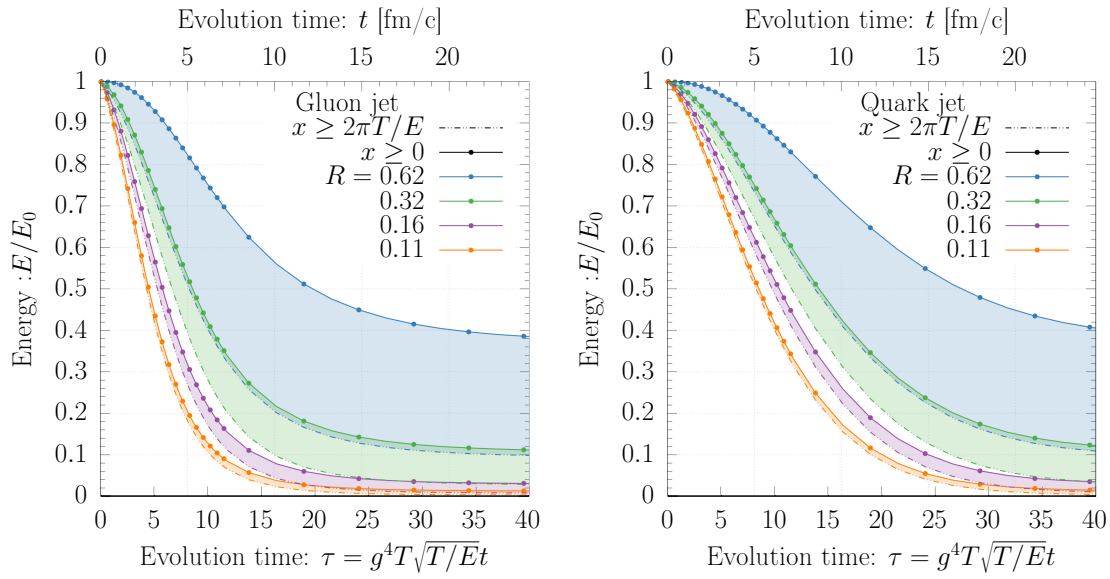 Evolution time: t [fm/c]
0 5 10 15 20
1
0.9
0.8
0.7
0.6
0.5
0.4
0.3
0.2
0.1
0
Energy :E/E₀
Gluon jet
x ≥ 2πT/E
x ≥ 0
R = 0.62
0.32
0.16
0.11
0 5 10 15 20 25 30 35 40
Evolution time: τ = g⁴T√T/Et
Evolution time: t [fm/c]
0 5 10 15 20
1
0.9
0.8
0.7
0.6
0.5
0.4
0.3
0.2
0.1
0
Energy :E/E₀
Quark jet
x ≥ 2πT/E
x ≥ 0
R = 0.62
0.32
0.16
0.11
0 5 10 15 20 25 30 35 40
Evolution time: τ = g⁴T√T/Et